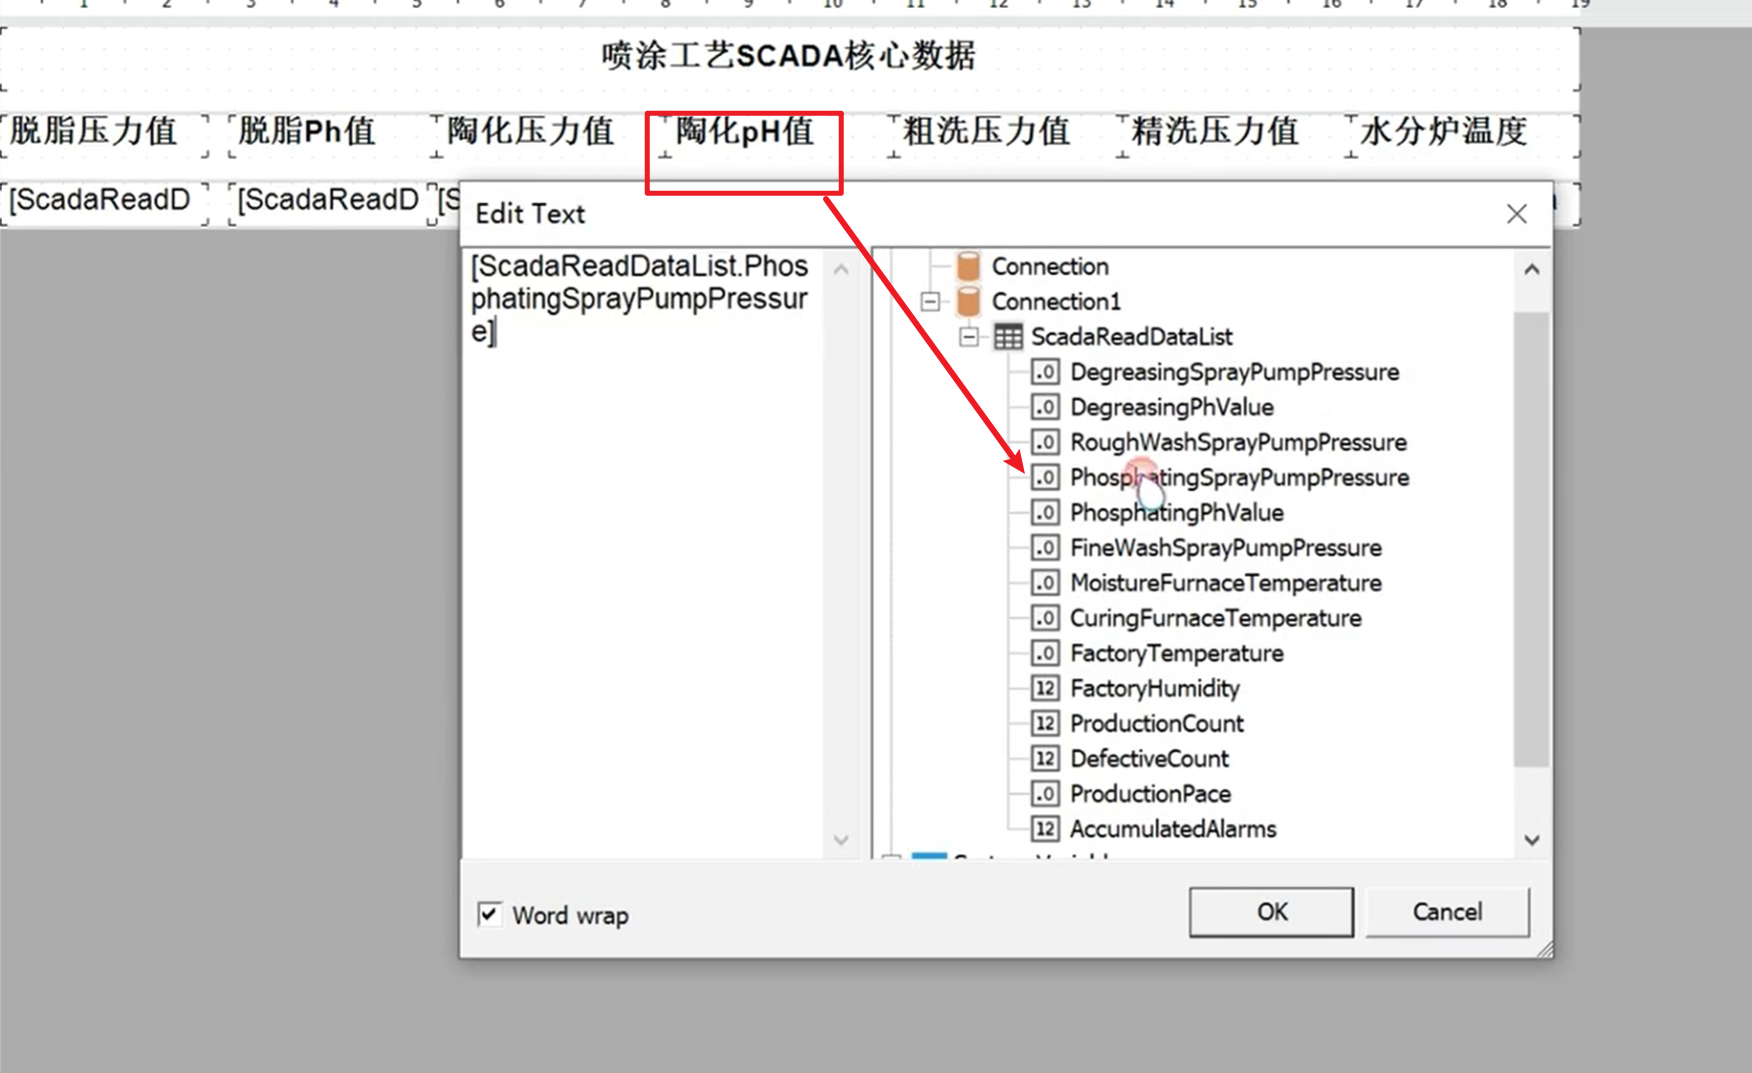 1 2 3 4 5 6 7 8 9 10 11 12 13 14 15 16 17 18 19
喷涂工艺SCADA核心数据
脱脂压力值 脱脂Ph值 陶化压力值 陶化pH值 粗洗压力值 精洗压力值 水分炉温度
[ScadaReadD [ScadaReadD [S
Edit Text
[ScadaReadDataList.Phos
phatingSprayPumpPressur
e]
Connection
Connection1
ScadaReadDataList
.0 DegreasingSprayPumpPressure
.0 DegreasingPhValue
.0 RoughWashSprayPumpPressure
.0 PhosphatingSprayPumpPressure
.0 PhosphatingPhValue
.0 FineWashSprayPumpPressure
.0 MoistureFurnaceTemperature
.0 CuringFurnaceTemperature
.0 FactoryTemperature
12 FactoryHumidity
12 ProductionCount
12 DefectiveCount
.0 ProductionPace
12 AccumulatedAlarms
Word wrap
OK
Cancel